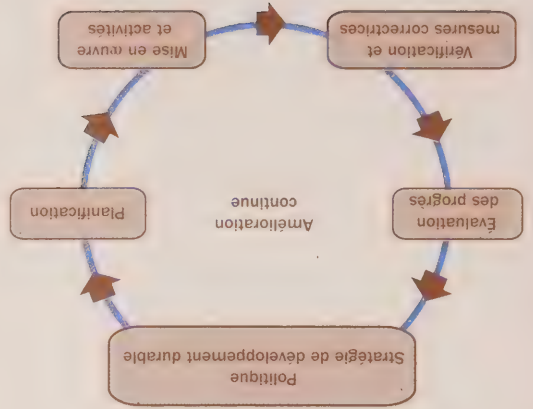 Politique
Stratégie de développement durable
Planification
Mise en œuvre
et activités
Vérification et
mesures correctrices
Évaluation
des progrès
Amélioration
continue